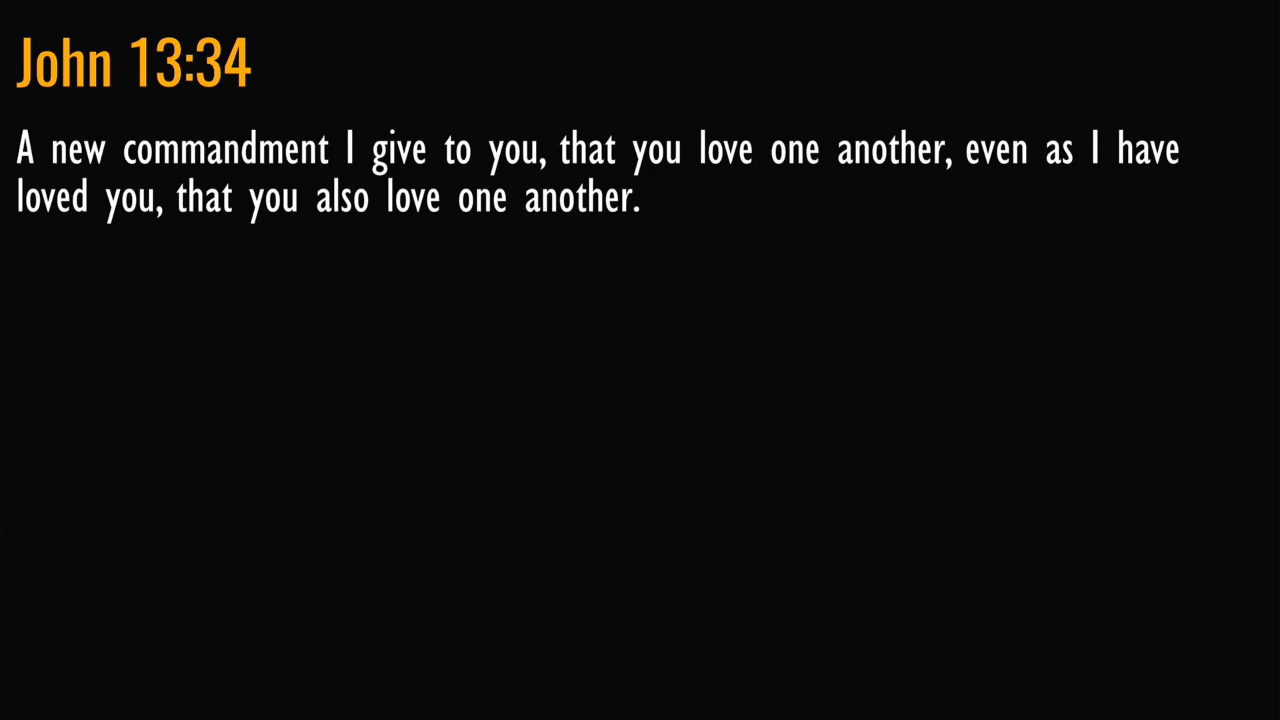 John 13:34
A new commandment I give to you, that you love one another, even as I have
loved you, that you also love one another.